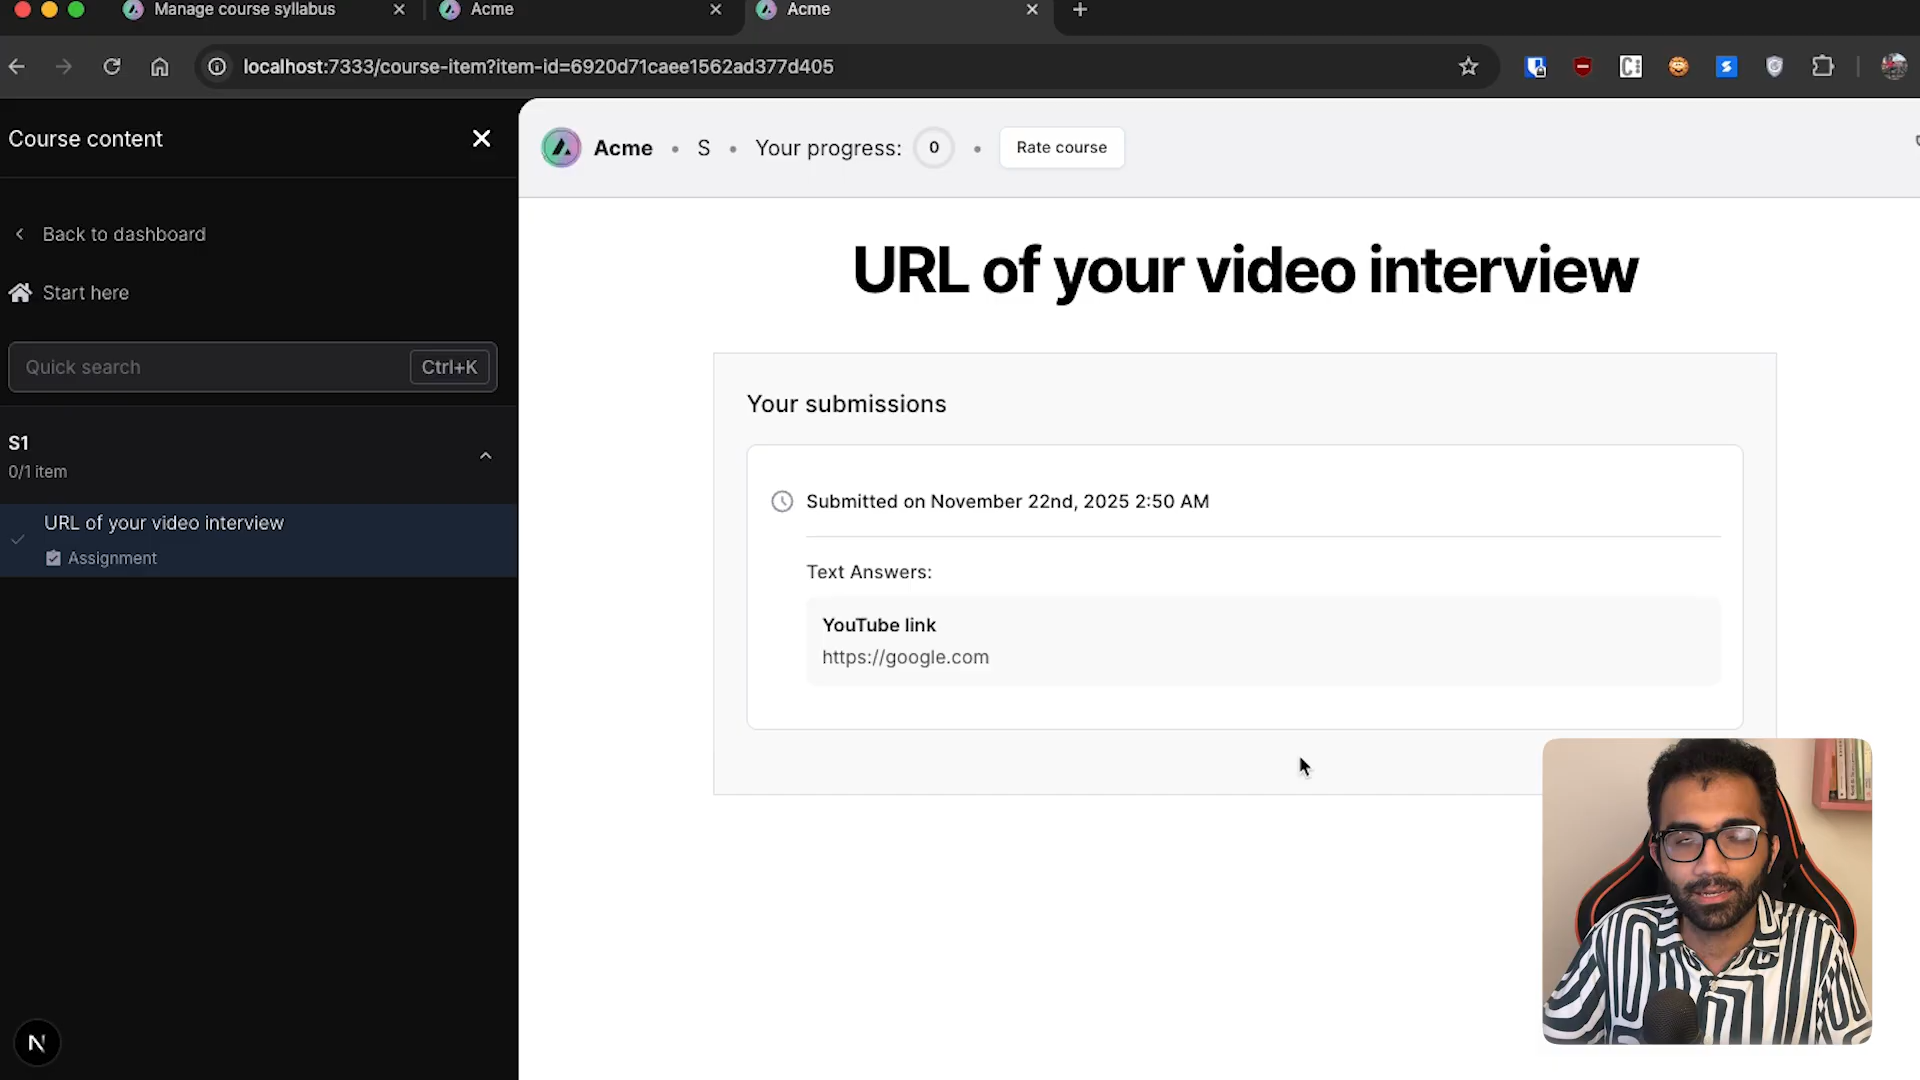 Manage course syllabus
Acme
Acme
localhost:7333/course-item?item-id=6920d71caee1562ad377d405
Course content
Acme • S • Your progress: 0 • Rate course
Back to dashboard
Start here
Quick search Ctrl+K
S1
0/1 item
URL of your video interview
Assignment
N
URL of your video interview
Your submissions
Submitted on November 22nd, 2025 2:50 AM
Text Answers:
YouTube link
https://google.com